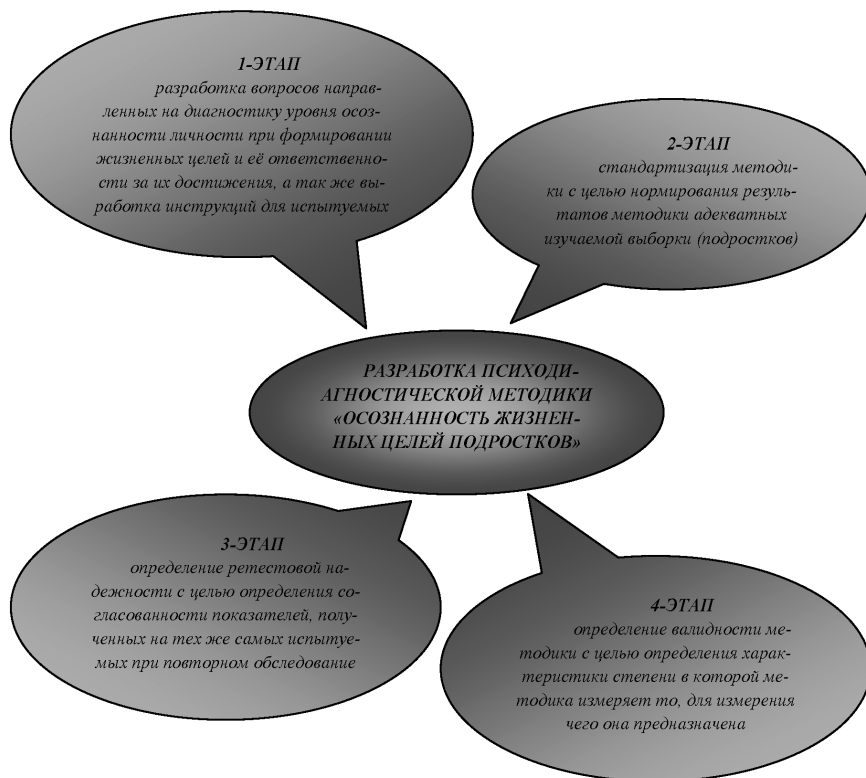 1-ЭТАП
разработка вопросов направ-
ленных на диагностику уровня осоз-
нанности личности при формировании
жизненных целей и её ответственно-
сти за их достижения, а так же вы-
работка инструкций для испытуемых
2-ЭТАП
стандартизация методи-
ки с целью нормирования резуль-
татов методики адекватных
изучаемой выборки (подростков)
РАЗРАБОТКА ПСИХОДИ-
АГНОСТИЧЕСКОЙ МЕТОДИКИ
«ОСОЗНАННОСТЬ ЖИЗНЕН-
НЫХ ЦЕЛЕЙ ПОДРОСТКОВ»
3-ЭТАП
определение ретестовой на-
дежности с целью определения со-
гласованности показателей, полу-
ченных на тех же самых испытуе-
мых при повторном обследование
4-ЭТАП
определение валидности ме-
тодики с целью определения харак-
теристики степени в которой ме-
тодика измеряет то, для измерения
чего она предназначена